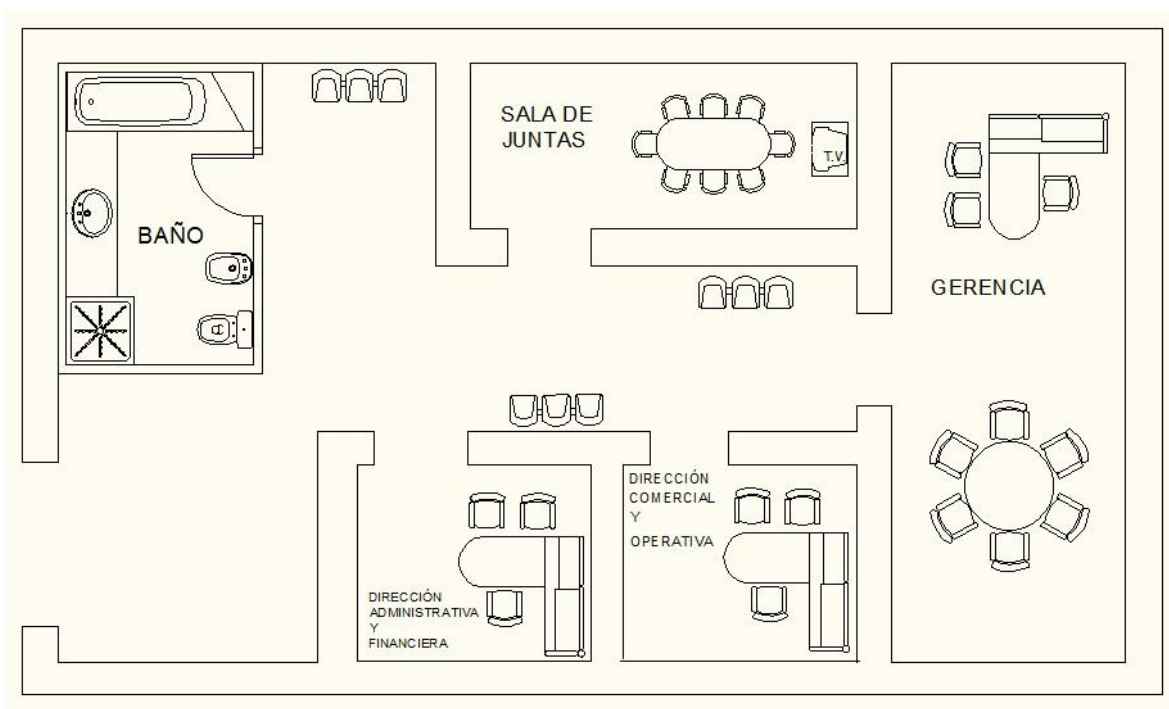 SALA DE
JUNTAS
T.V.
BAÑO
GERENCIA
DIRECCIÓN
COMERCIAL
Y
OPERATIVA
DIRECCIÓN
ADMINISTRATIVA
Y
FINANCIERA